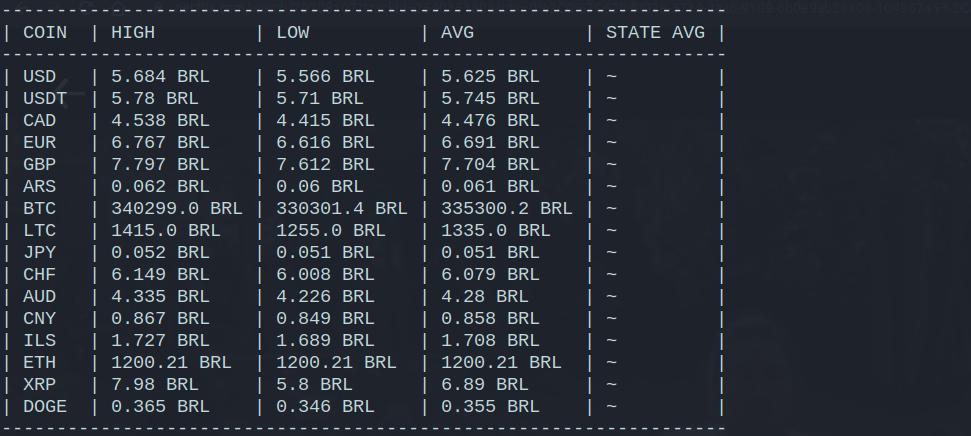 -------------------------------------------------------------------
| COIN  | HIGH         | LOW          | AVG          | STATE AVG |
-------------------------------------------------------------------
| USD   | 5.684 BRL    | 5.566 BRL    | 5.625 BRL    | ~         |
| USDT  | 5.78 BRL     | 5.71 BRL     | 5.745 BRL    | ~         |
| CAD   | 4.538 BRL    | 4.415 BRL    | 4.476 BRL    | ~         |
| EUR   | 6.767 BRL    | 6.616 BRL    | 6.691 BRL    | ~         |
| GBP   | 7.797 BRL    | 7.612 BRL    | 7.704 BRL    | ~         |
| ARS   | 0.062 BRL    | 0.06 BRL     | 0.061 BRL    | ~         |
| BTC   | 340299.0 BRL | 330301.4 BRL | 335300.2 BRL | ~         |
| LTC   | 1415.0 BRL   | 1255.0 BRL   | 1335.0 BRL   | ~         |
| JPY   | 0.052 BRL    | 0.051 BRL    | 0.051 BRL    | ~         |
| CHF   | 6.149 BRL    | 6.008 BRL    | 6.079 BRL    | ~         |
| AUD   | 4.335 BRL    | 4.226 BRL    | 4.28 BRL     | ~         |
| CNY   | 0.867 BRL    | 0.849 BRL    | 0.858 BRL    | ~         |
| ILS   | 1.727 BRL    | 1.689 BRL    | 1.708 BRL    | ~         |
| ETH   | 1200.21 BRL  | 1200.21 BRL  | 1200.21 BRL  | ~         |
| XRP   | 7.98 BRL     | 5.8 BRL      | 6.89 BRL     | ~         |
| DOGE  | 0.365 BRL    | 0.346 BRL    | 0.355 BRL    | ~         |
-------------------------------------------------------------------